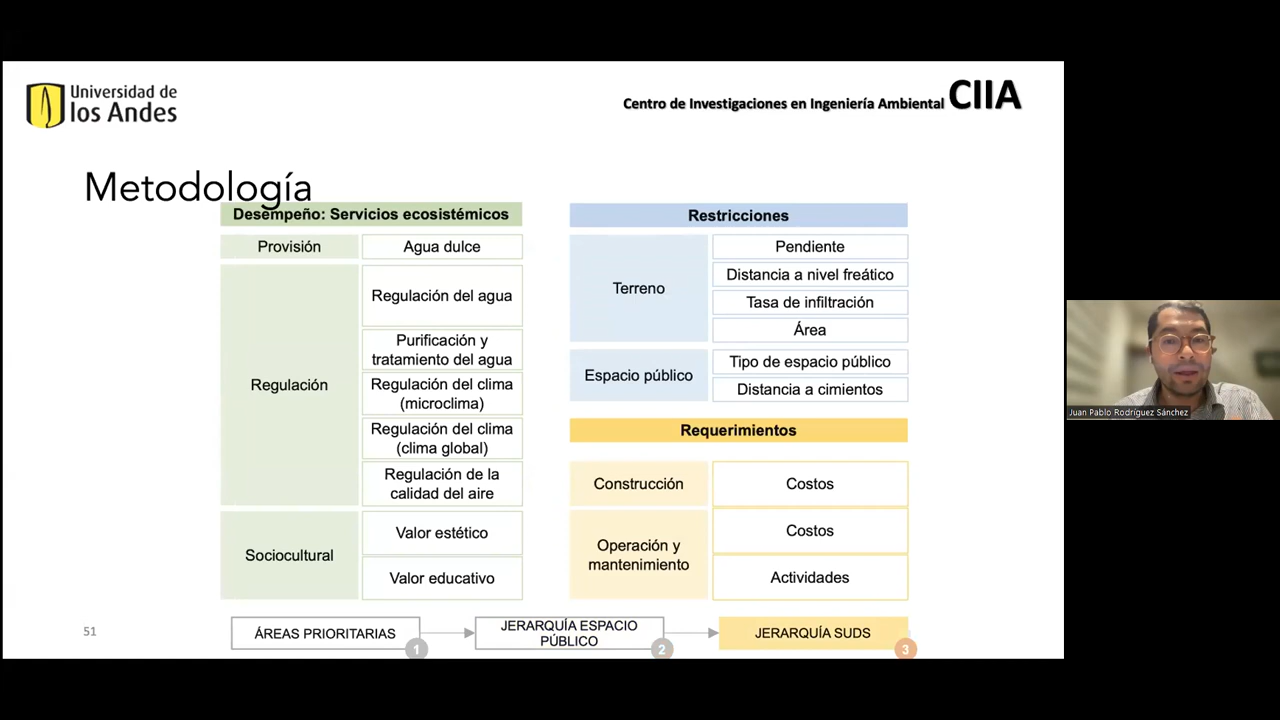 Universidad de
los Andes
Centro de Investigaciones en Ingeniería Ambiental CIIA
Metodología
Desempeño: Servicios ecosistémicos
Provisión
Agua dulce
Regulación
Regulación del agua
Purificación y
tratamiento del agua
Regulación del clima
(microclima)
Regulación del clima
(clima global)
Regulación de la
calidad del aire
Sociocultural
Valor estético
Valor educativo
Restricciones
Terreno
Pendiente
Distancia a nivel freático
Tasa de infiltración
Área
Espacio público
Tipo de espacio público
Distancia a cimientos
Requerimientos
Construcción
Costos
Operación y
mantenimiento
Costos
Actividades
51
ÁREAS PRIORITARIAS
1
JERARQUÍA ESPACIO
PÚBLICO
2
JERARQUÍA SUDS
3
Juan Pablo Rodríguez Sánchez